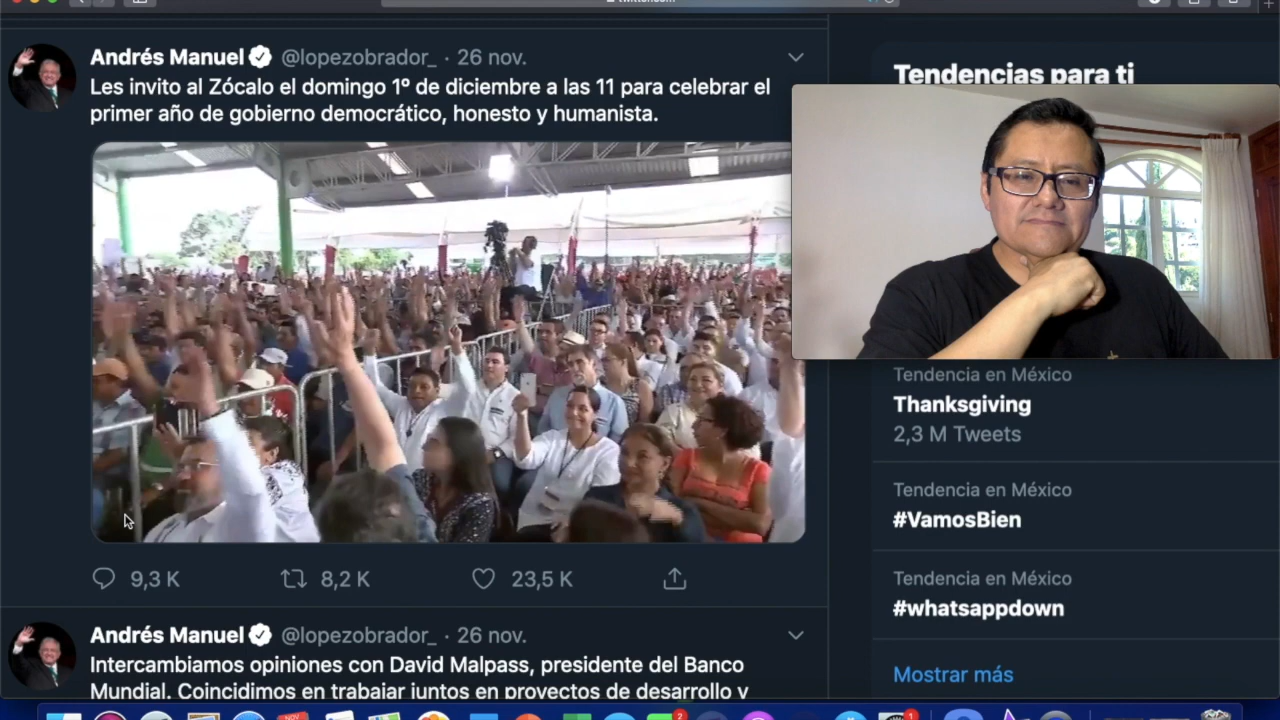 Andrés Manuel @lopezobrador_ · 26 nov.
Les invito al Zócalo el domingo 1º de diciembre a las 11 para celebrar el
primer año de gobierno democrático, honesto y humanista.
9,3 K 8,2 K 23,5 K
Andrés Manuel @lopezobrador_ · 26 nov.
Intercambiamos opiniones con David Malpass, presidente del Banco
Mundial. Coincidimos en trabajar juntos en proyectos de desarrollo y
Tendencias para ti
Tendencia en México
Thanksgiving
2,3 M Tweets
Tendencia en México
#VamosBien
Tendencia en México
#whatsappdown
Mostrar más
NOV
2
1